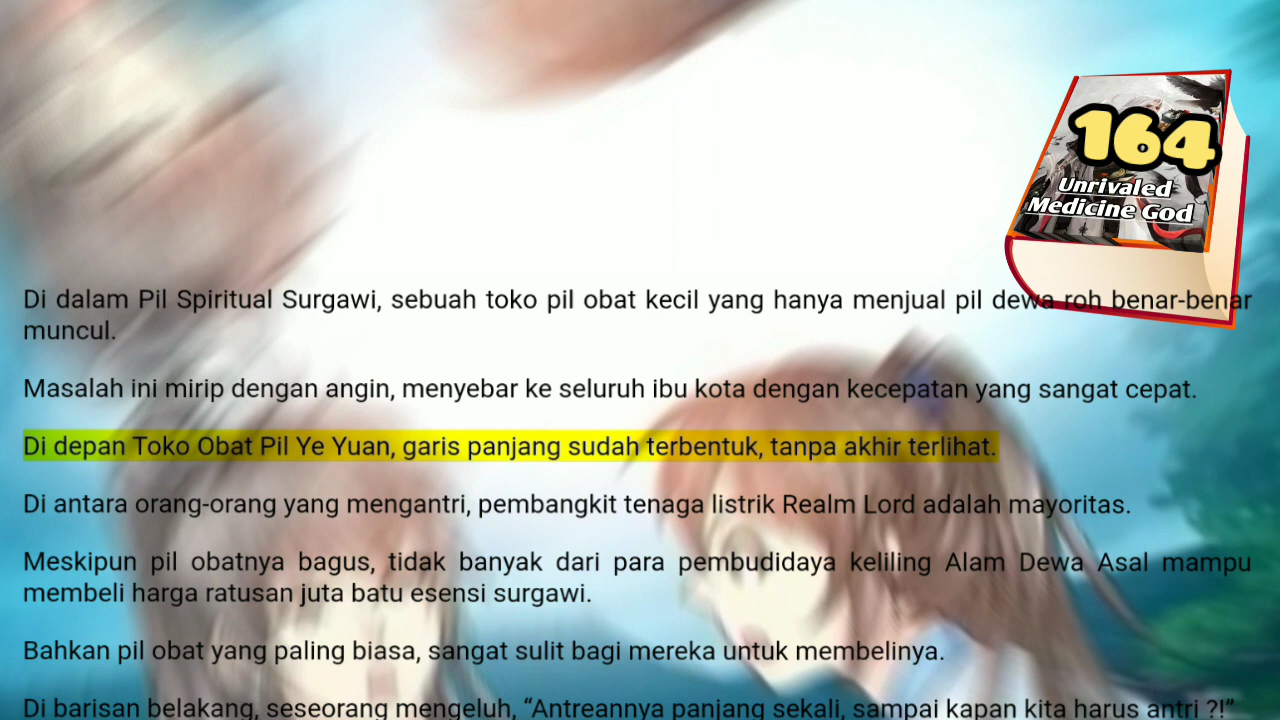 164
Unrivaled
Medicine God
Di dalam Pil Spiritual Surgawi, sebuah toko pil obat kecil yang hanya menjual pil dewa roh benar-benar
muncul.
Masalah ini mirip dengan angin, menyebar ke seluruh ibu kota dengan kecepatan yang sangat cepat.
Di depan Toko Obat Pil Ye Yuan, garis panjang sudah terbentuk, tanpa akhir terlihat.
Di antara orang-orang yang mengantri, pembangkit tenaga listrik Realm Lord adalah mayoritas.
Meskipun pil obatnya bagus, tidak banyak dari para pembudidaya keliling Alam Dewa Asal mampu
membeli harga ratusan juta batu esensi surgawi.
Bahkan pil obat yang paling biasa, sangat sulit bagi mereka untuk membelinya.
Di barisan belakang, seseorang mengeluh, “Antreannya panjang sekali, sampai kapan kita harus antri ?!”